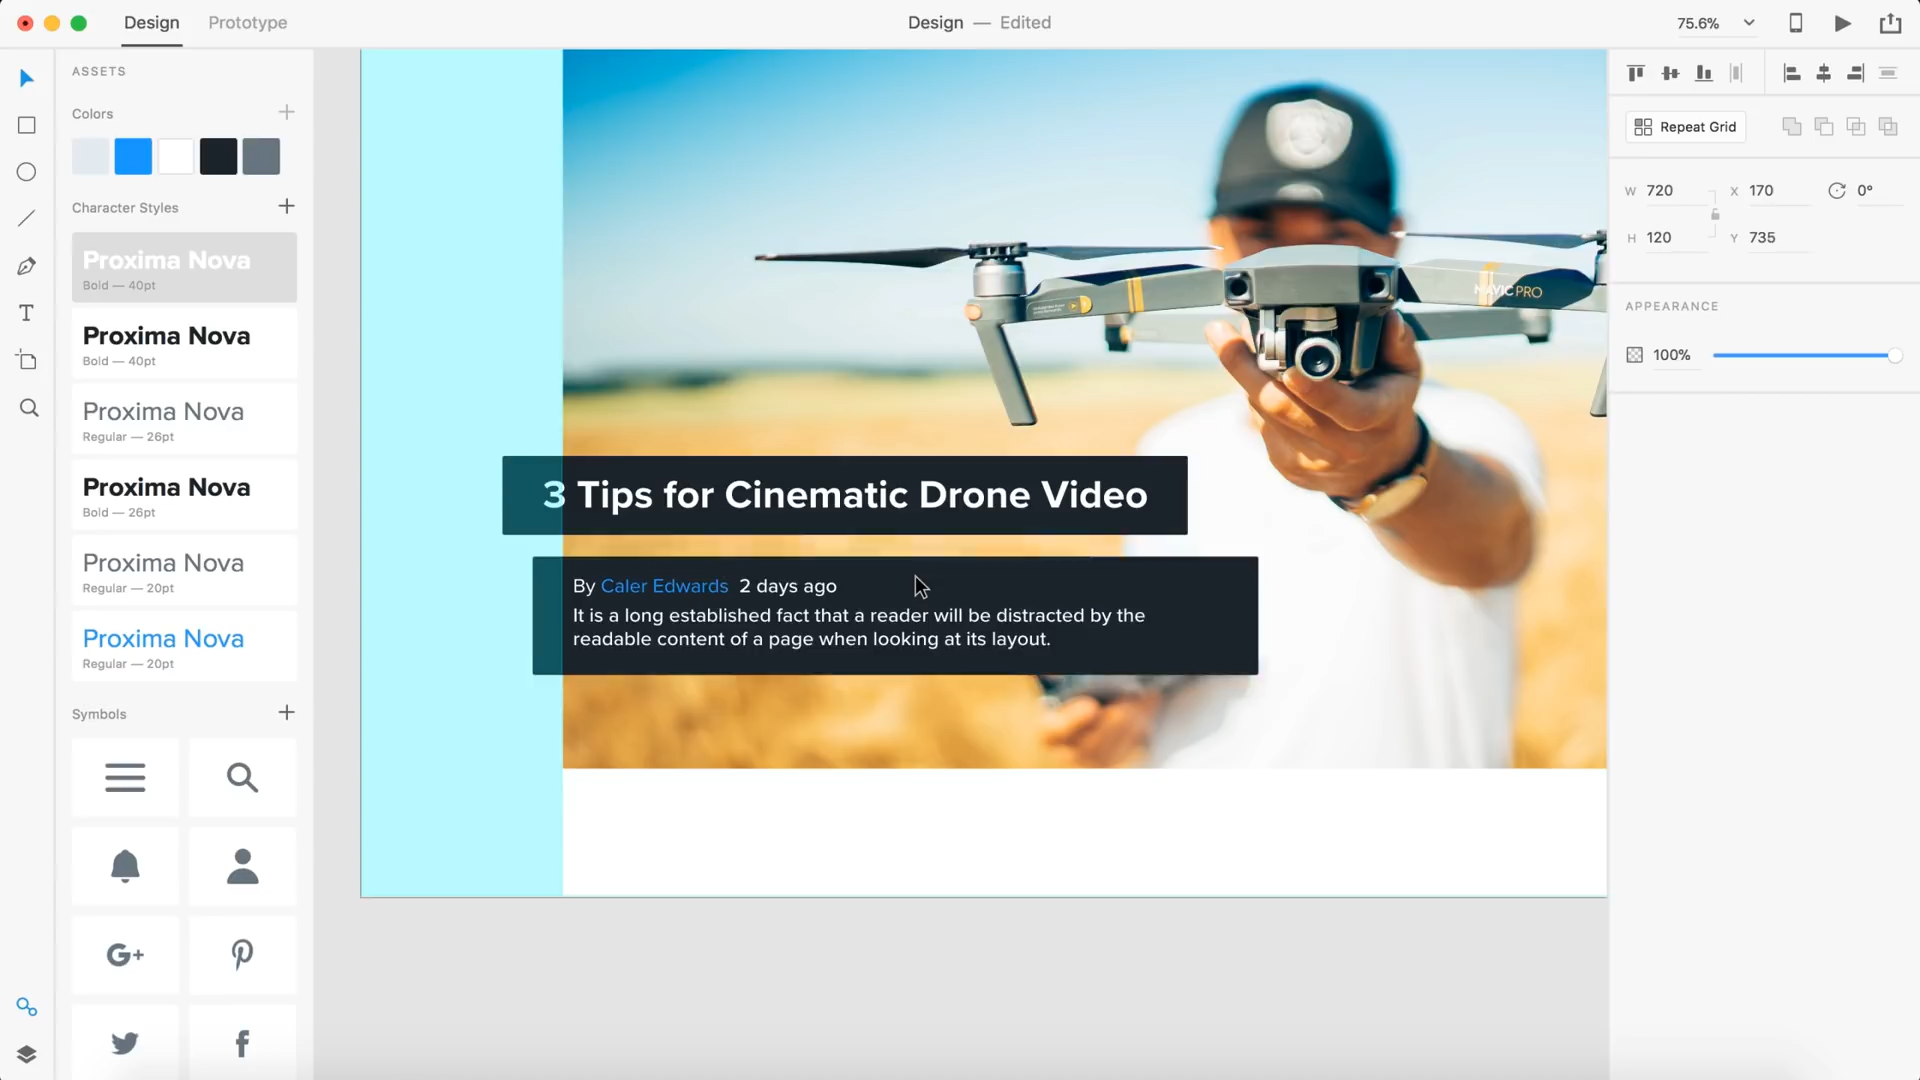 Design Prototype
Design — Edited
75.6%
ASSETS
Colors
Character Styles
Proxima Nova
Bold — 40pt
Proxima Nova
Bold — 40pt
Proxima Nova
Regular — 26pt
Proxima Nova
Bold — 26pt
Proxima Nova
Regular — 20pt
Proxima Nova
Regular — 20pt
Symbols
G+
MAVIC PRO
3 Tips for Cinematic Drone Video
By Caler Edwards 2 days ago
It is a long established fact that a reader will be distracted by the
readable content of a page when looking at its layout.
Repeat Grid
W 720 X 170 0°
H 120 Y 735
APPEARANCE
100%